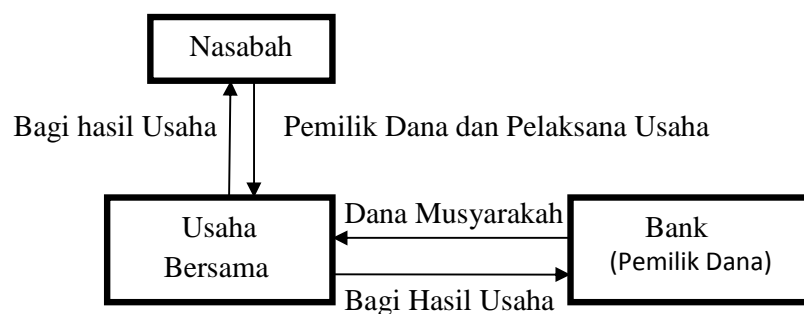 Nasabah
Bagi hasil Usaha
Pemilik Dana dan Pelaksana Usaha
Usaha
Bersama
Dana Musyarakah
Bank
(Pemilik Dana)
Bagi Hasil Usaha